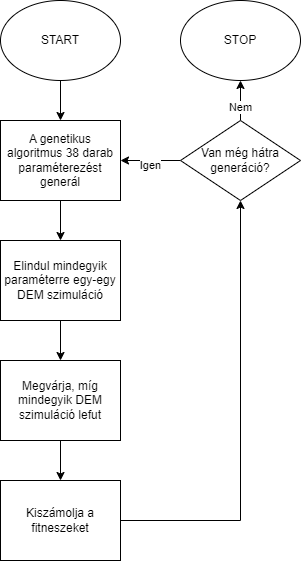 START
STOP
A genetikus
algoritmus 38 darab
paraméterezést
generál
Igen
Van még hátra
generáció?
Nem
Elindul mindegyik
paraméterre egy-egy
DEM szimuláció
Megvárja, míg
mindegyik DEM
szimuláció lefut
Kiszámolja a
fitneszeket